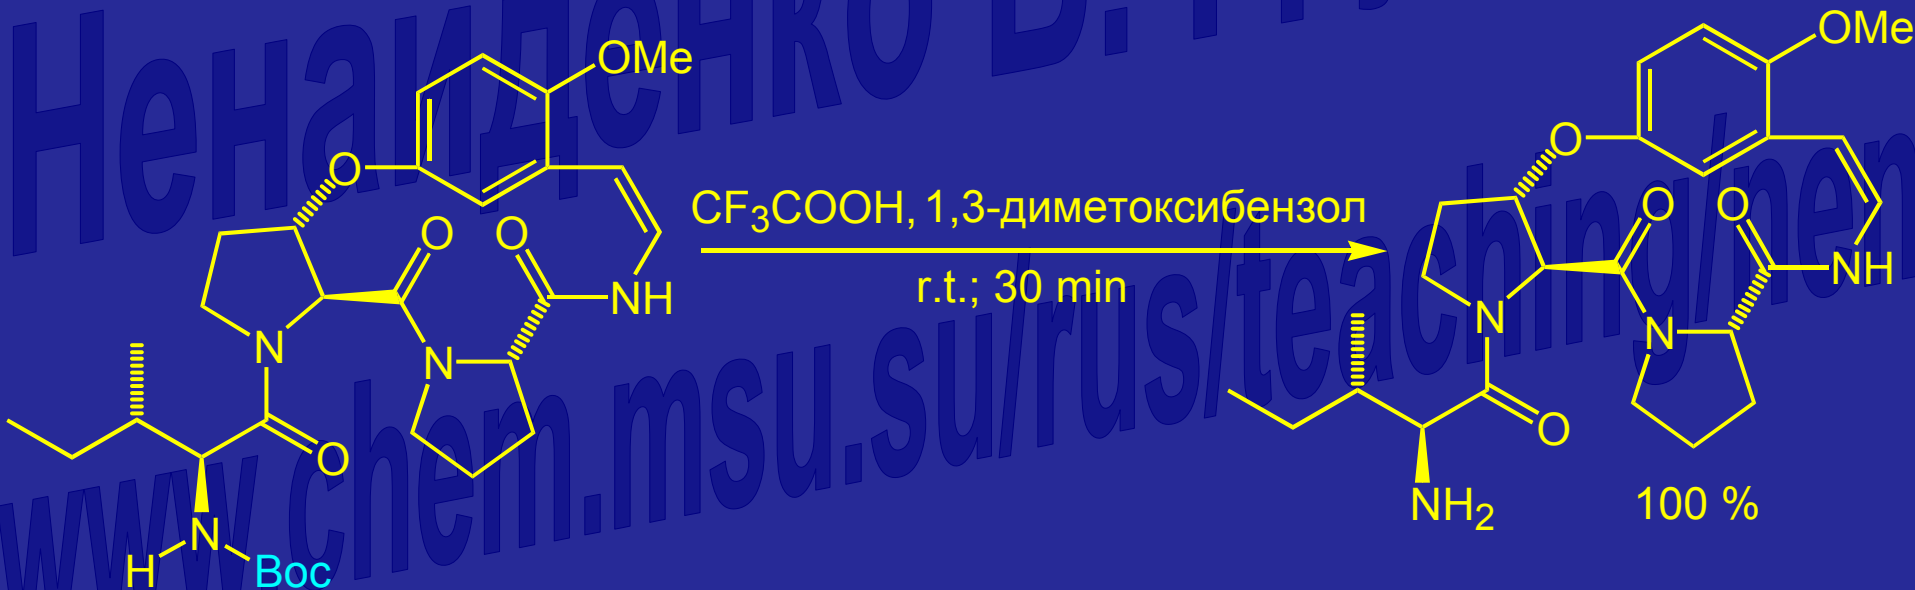 Ненайденко В. Г.
www.chem.msu.su/rus/teaching/nen
OMe
O
O
O
NH
N
N
O
N
H
Boc
CF3COOH, 1,3-диметоксибензол
r.t.; 30 min
OMe
O
O
O
NH
N
N
O
NH2
100 %